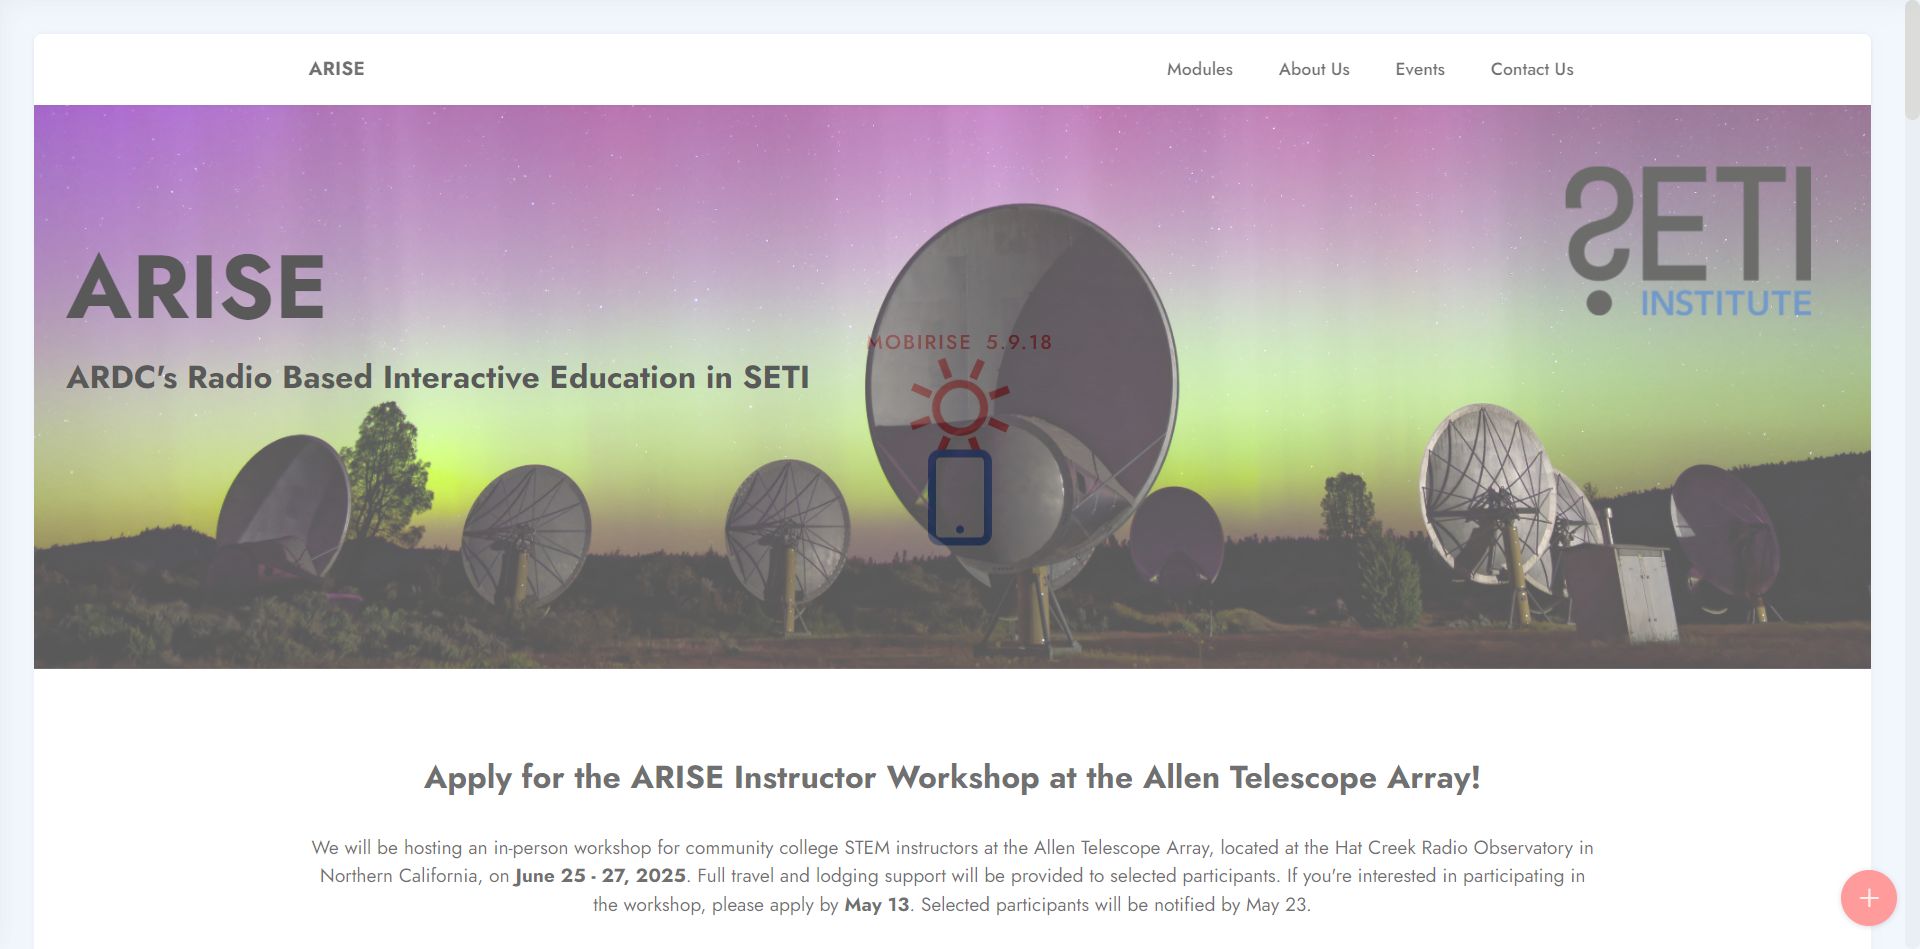 ARISE
Modules About Us Events Contact Us
SETI
INSTITUTE
ARISE
ARDC's Radio Based Interactive Education in SETI
MOBIRISE 5.9.18
Apply for the ARISE Instructor Workshop at the Allen Telescope Array!
We will be hosting an in-person workshop for community college STEM instructors at the Allen Telescope Array, located at the Hat Creek Radio Observatory in
Northern California, on June 25 - 27, 2025. Full travel and lodging support will be provided to selected participants. If you're interested in participating in
the workshop, please apply by May 13. Selected participants will be notified by May 23.